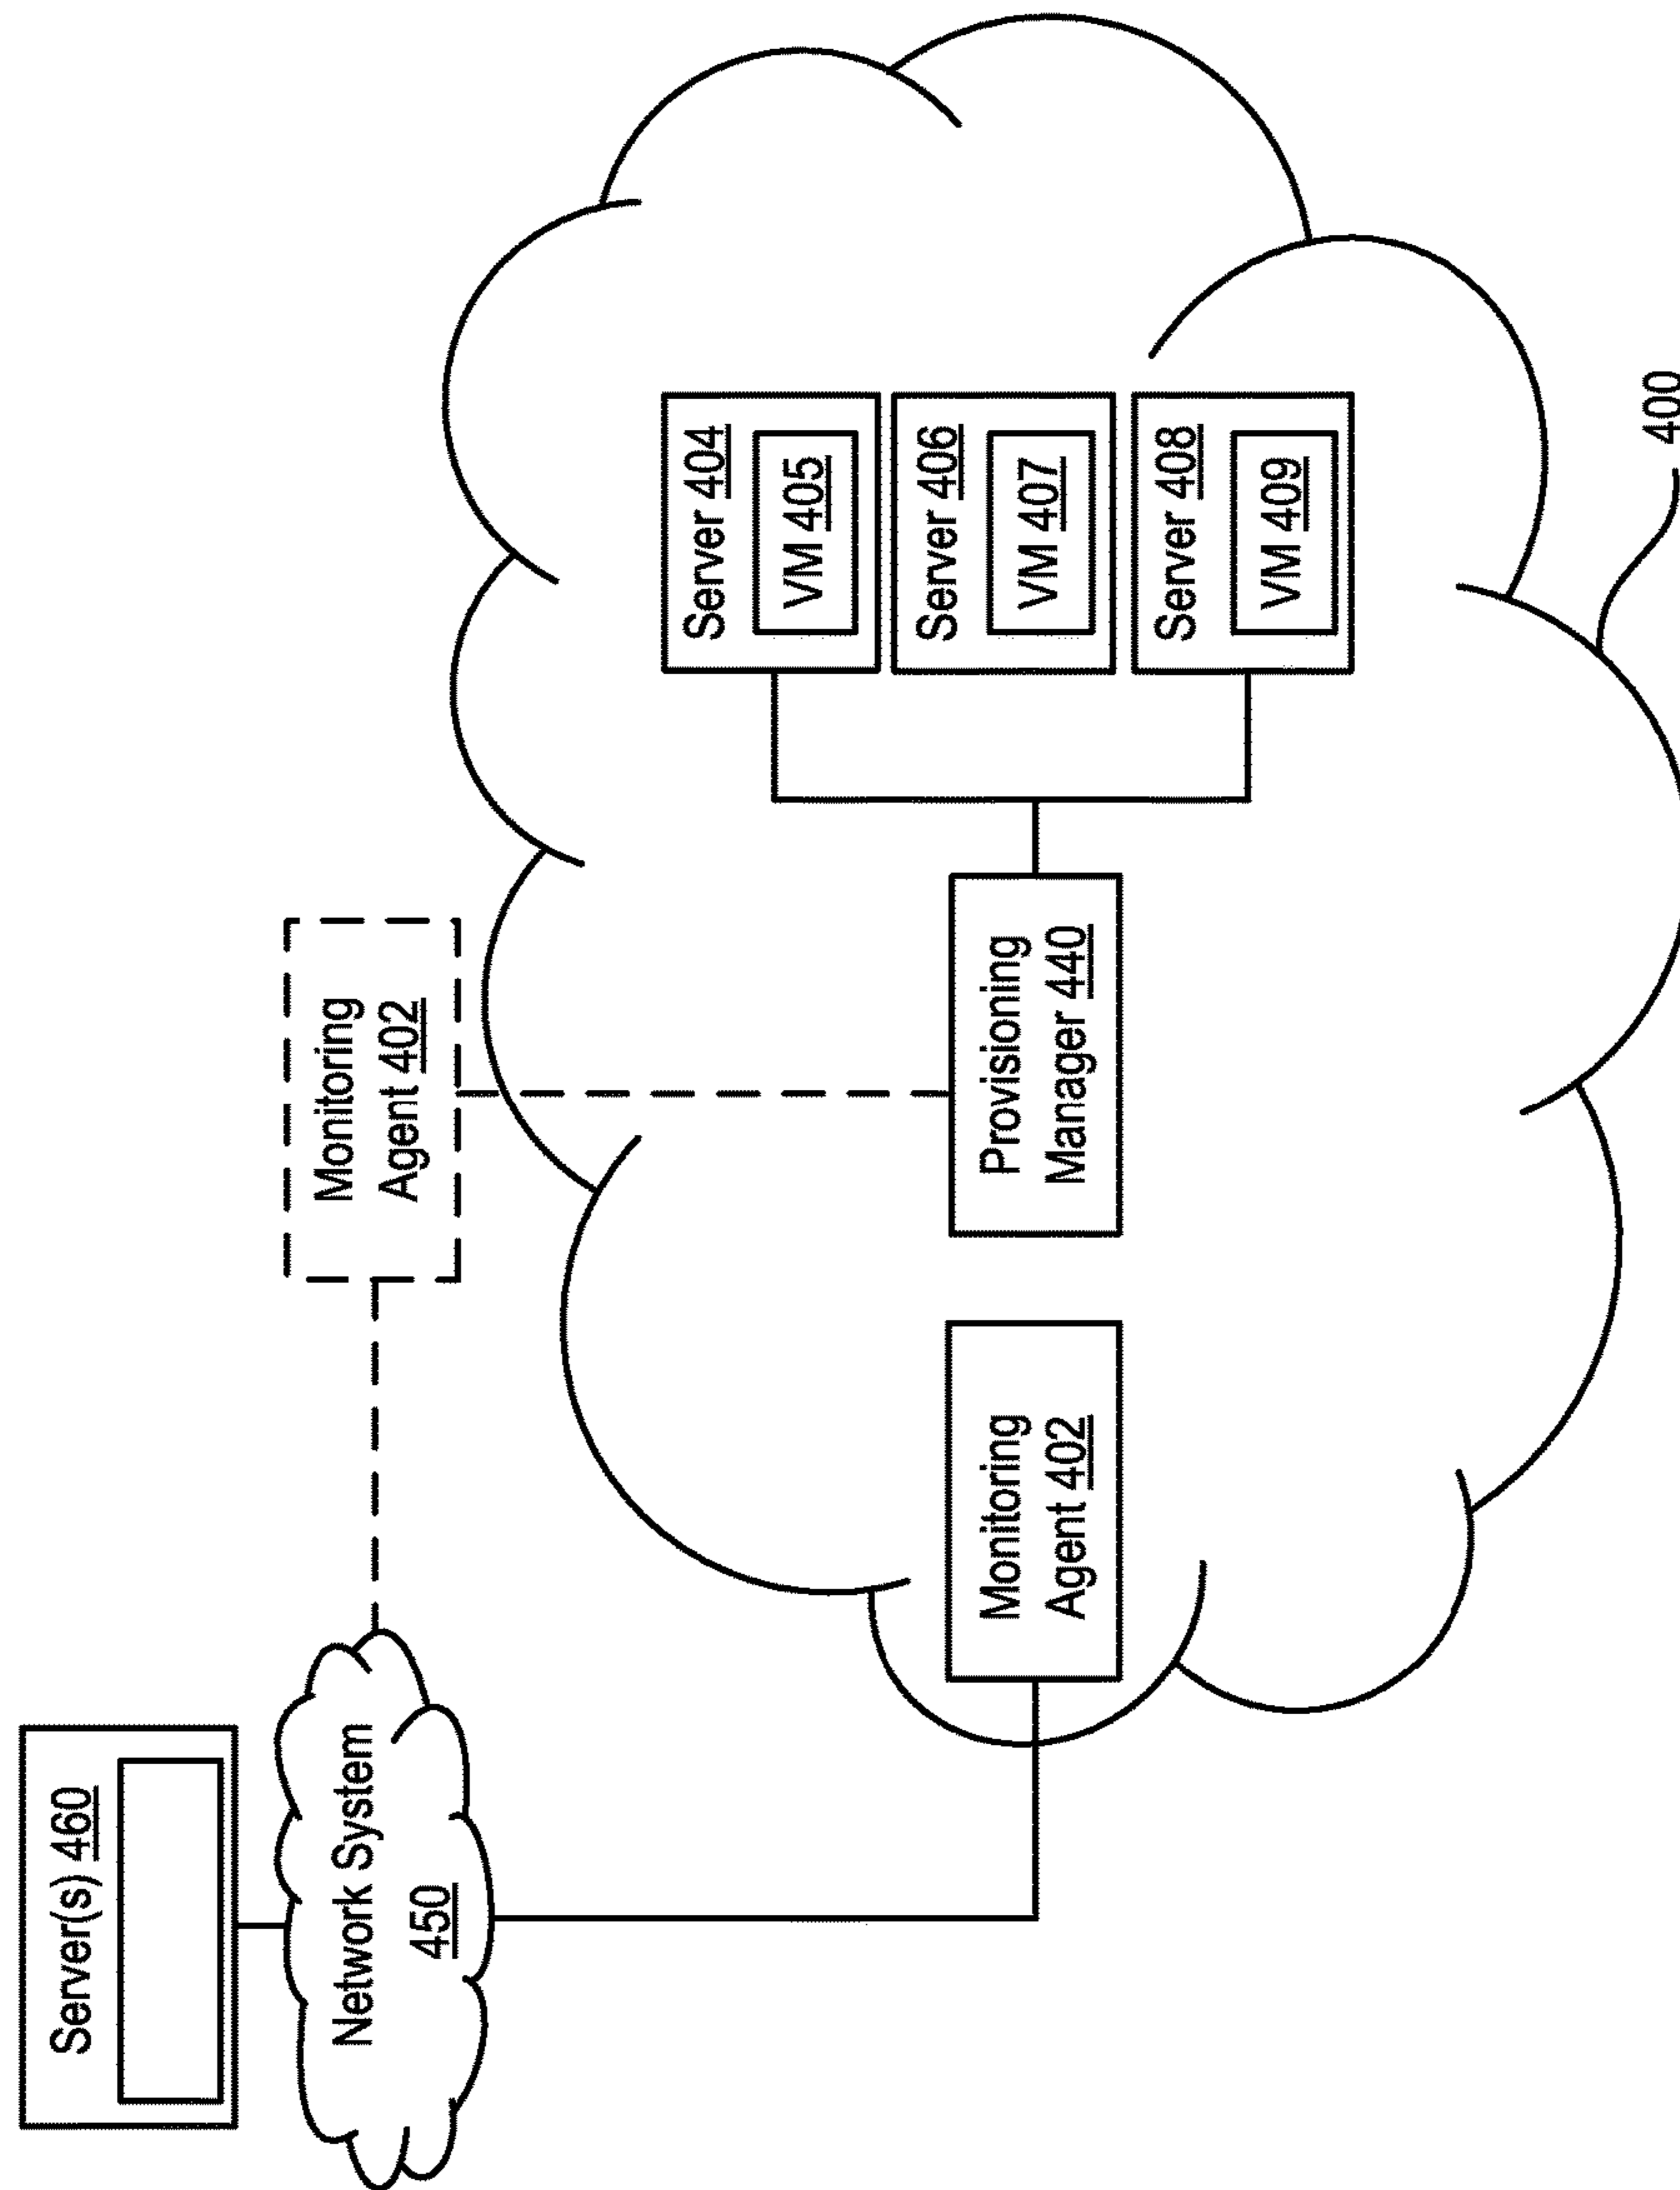 Server(s) 460
Network System
450
Monitoring
Agent 402
Monitoring
Agent 402
Provisioning
Manager 440
Server 404
VM 405
Server 406
VM 407
Server 408
VM 409
400